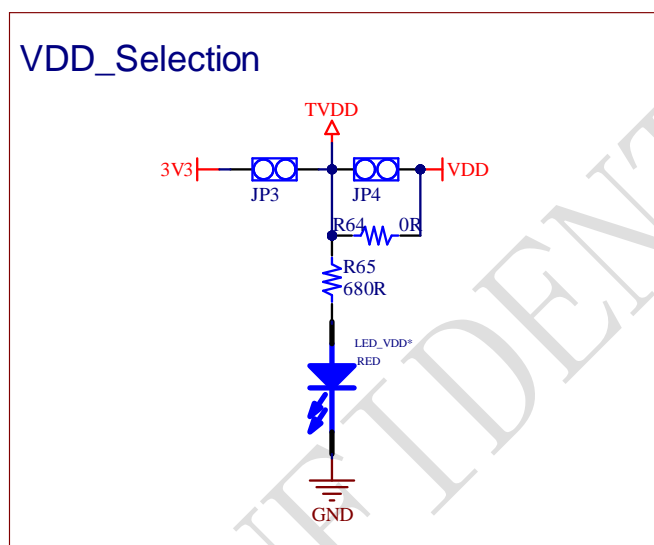 VDD_Selection
TVDD
3V3
VDD
JP3
JP4
R64 0R
R65
680R
LED_VDD*
RED
GND